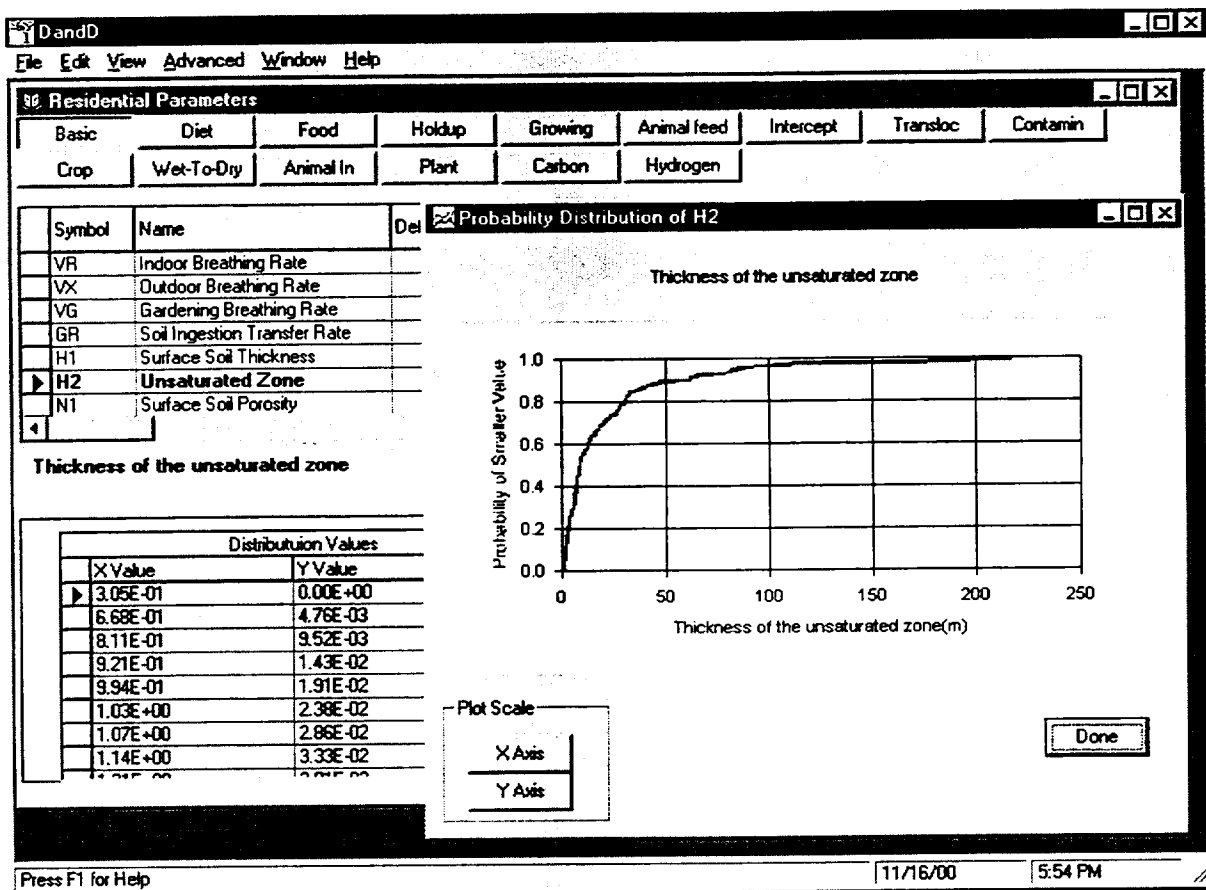 DandD
File Edit View Advanced Window Help
Residential Parameters
Basic Diet Food Holdup Growing Animal feed Intercept Transloc Contamin
Crop Wet-To-Dry Animal In Plant Carbon Hydrogen
Symbol Name Del
VR Indoor Breathing Rate
VX Outdoor Breathing Rate
VG Gardening Breathing Rate
GR Soil Ingestion Transfer Rate
H1 Surface Soil Thickness
H2 Unsaturated Zone
N1 Surface Soil Porosity
Thickness of the unsaturated zone
Distributuion Values
X Value Y Value
3.05E-01 0.00E+00
6.68E-01 4.76E-03
8.11E-01 9.52E-03
9.21E-01 1.43E-02
9.94E-01 1.91E-02
1.03E+00 2.38E-02
1.07E+00 2.86E-02
1.14E+00 3.33E-02
Probability Distribution of H2
Thickness of the unsaturated zone
Probability of Smaller Value
1.0
0.8
0.6
0.4
0.2
0.0
0 50 100 150 200 250
Thickness of the unsaturated zone(m)
Plot Scale
X Axis
Y Axis
Done
Press F1 for Help 11/16/00 5:54 PM